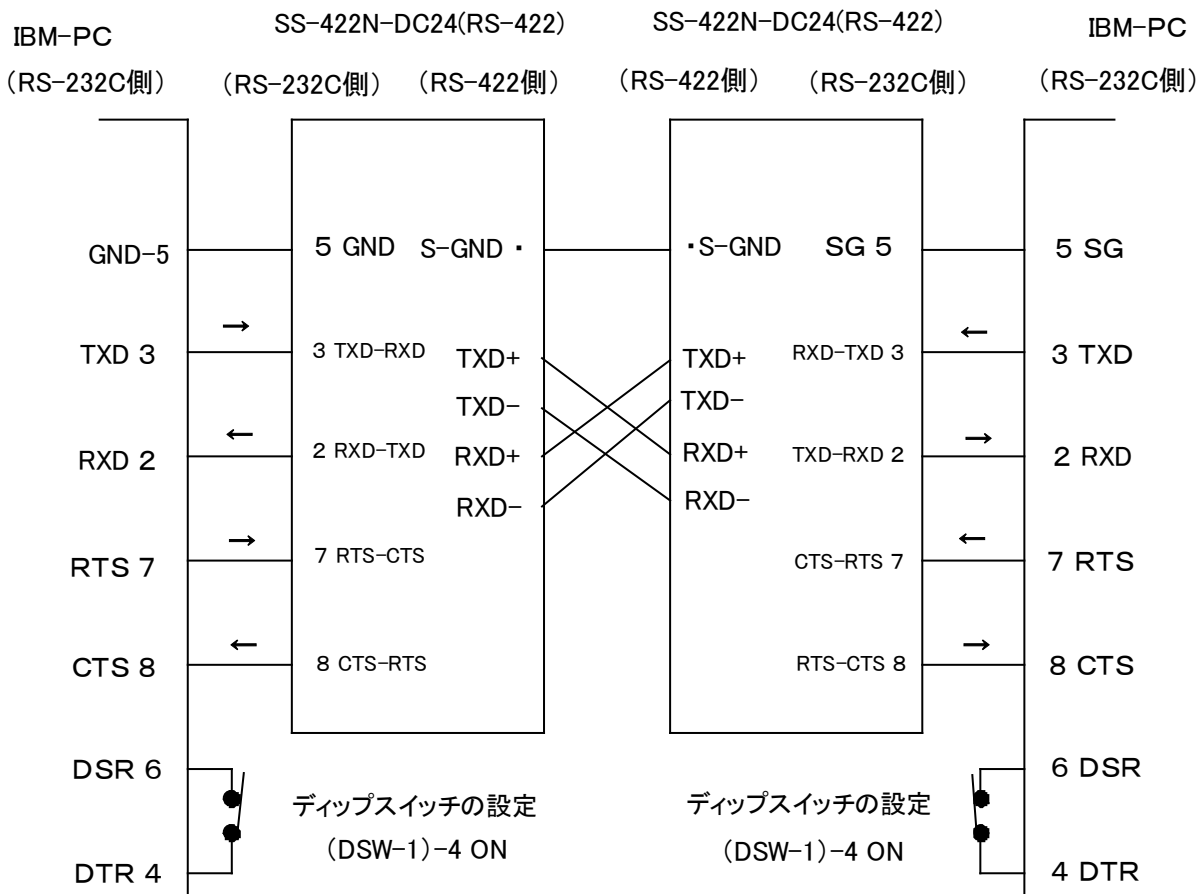 IBM-PC SS-422N-DC24(RS-422) SS-422N-DC24(RS-422) IBM-PC
(RS-232C側) (RS-232C側) (RS-422側) (RS-422側) (RS-232C側) (RS-232C側)
GND-5 5 GND S-GND ・ ・S-GND SG 5 5 SG
→ ←
TXD 3 3 TXD-RXD TXD+ TXD+ RXD-TXD 3 3 TXD
TXD- TXD-
← →
RXD 2 2 RXD-TXD RXD+ RXD+ TXD-RXD 2 2 RXD
RXD- RXD-
→ ←
RTS 7 7 RTS-CTS CTS-RTS 7 7 RTS
← →
CTS 8 8 CTS-RTS RTS-CTS 8 8 CTS
DSR 6 6 DSR
ディップスイッチの設定 ディップスイッチの設定
(DSW-1)-4 ON (DSW-1)-4 ON
DTR 4 4 DTR